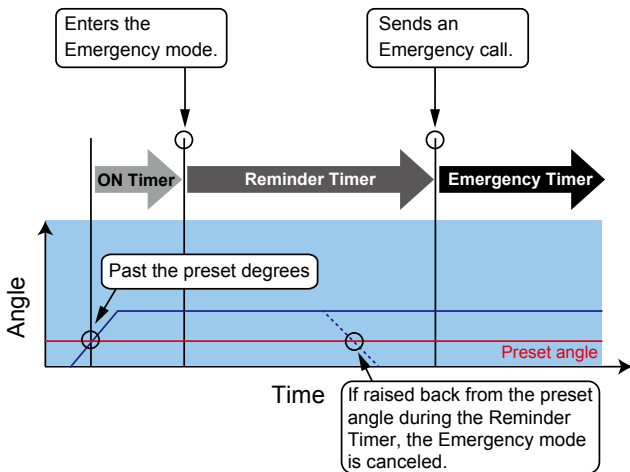 Enters the
Emergency mode.
Sends an
Emergency call.
ON Timer
Reminder Timer
Emergency Timer
Past the preset degrees
Angle
Preset angle
Time
If raised back from the preset
angle during the Reminder
Timer, the Emergency mode
is canceled.